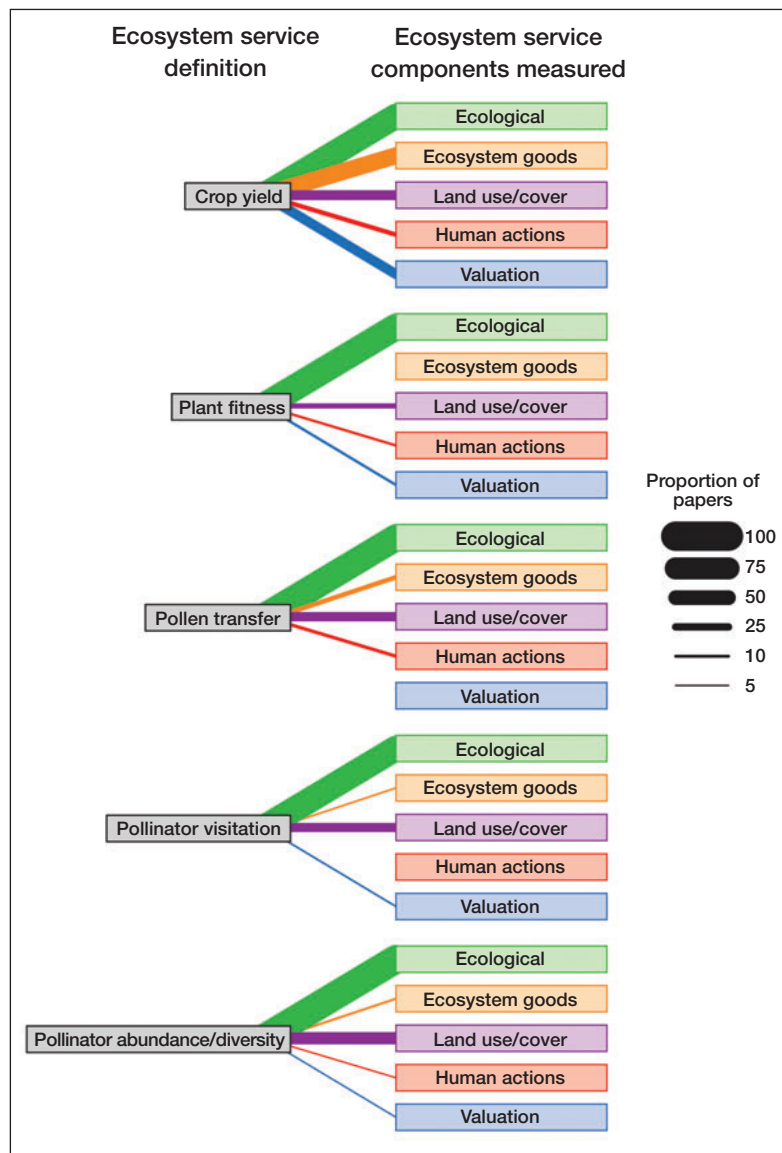 Ecosystem service
definition
Ecosystem service
components measured
Crop yield
Ecological
Ecosystem goods
Land use/cover
Human actions
Valuation
Plant fitness
Ecological
Ecosystem goods
Land use/cover
Human actions
Valuation
Pollen transfer
Ecological
Ecosystem goods
Land use/cover
Human actions
Valuation
Pollinator visitation
Ecological
Ecosystem goods
Land use/cover
Human actions
Valuation
Pollinator abundance/diversity
Ecological
Ecosystem goods
Land use/cover
Human actions
Valuation
Proportion of
papers
100
75
50
25
10
5